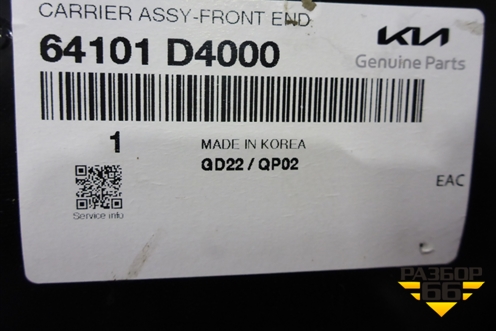 CARRIER ASSY-FRONT END
64101 D4000
KIA
Genuine Parts
1
MADE IN KOREA
GD22 / QP02
Service info
EAC
РАЗБОР
66